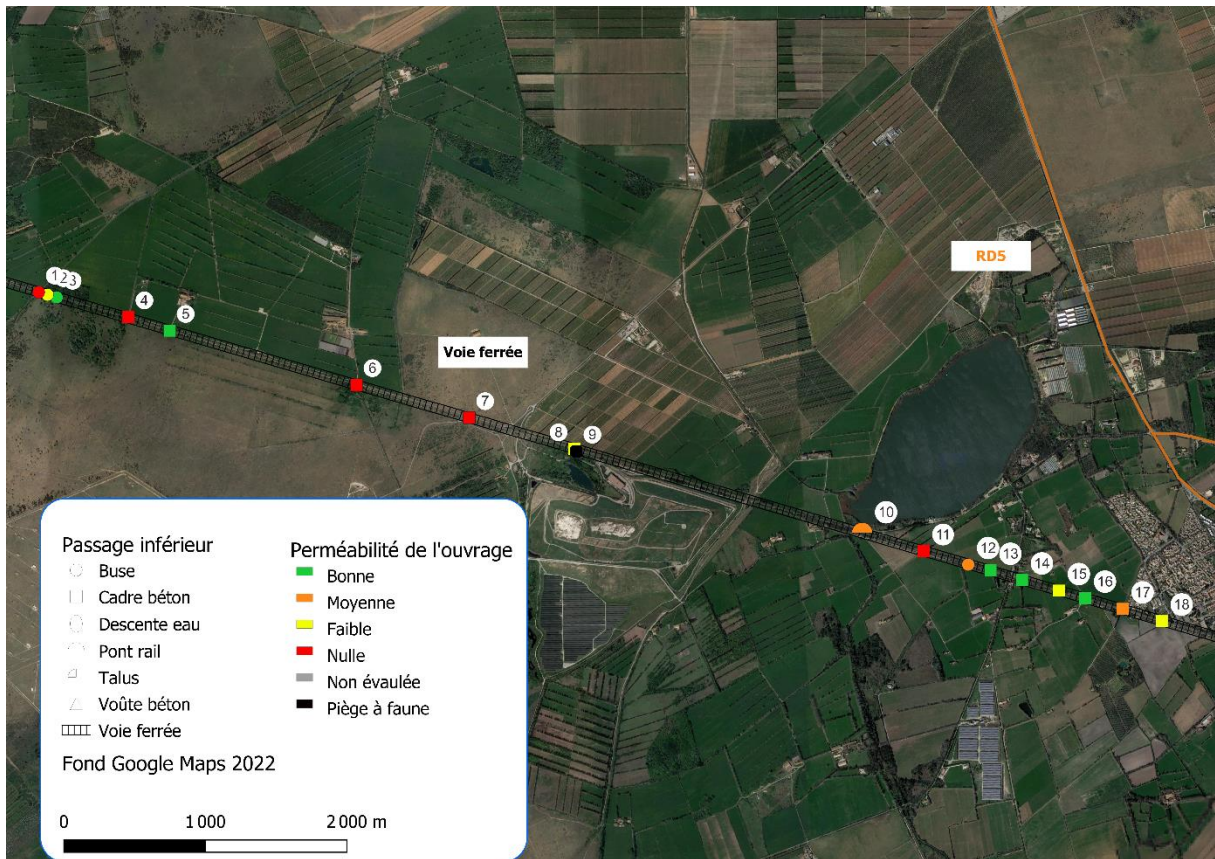 RD5
1
2
3
4
5
6
Voie ferrée
7
8
9
10
11
12
13
14
15
16
17
18
Passage inférieur
Buse
Cadre béton
Descente eau
Pont rail
Talus
Voûte béton
Voie ferrée
Fond Google Maps 2022
Perméabilité de l'ouvrage
Bonne
Moyenne
Faible
Nulle
Non évaulée
Piège à faune
0 1 000 2 000 m